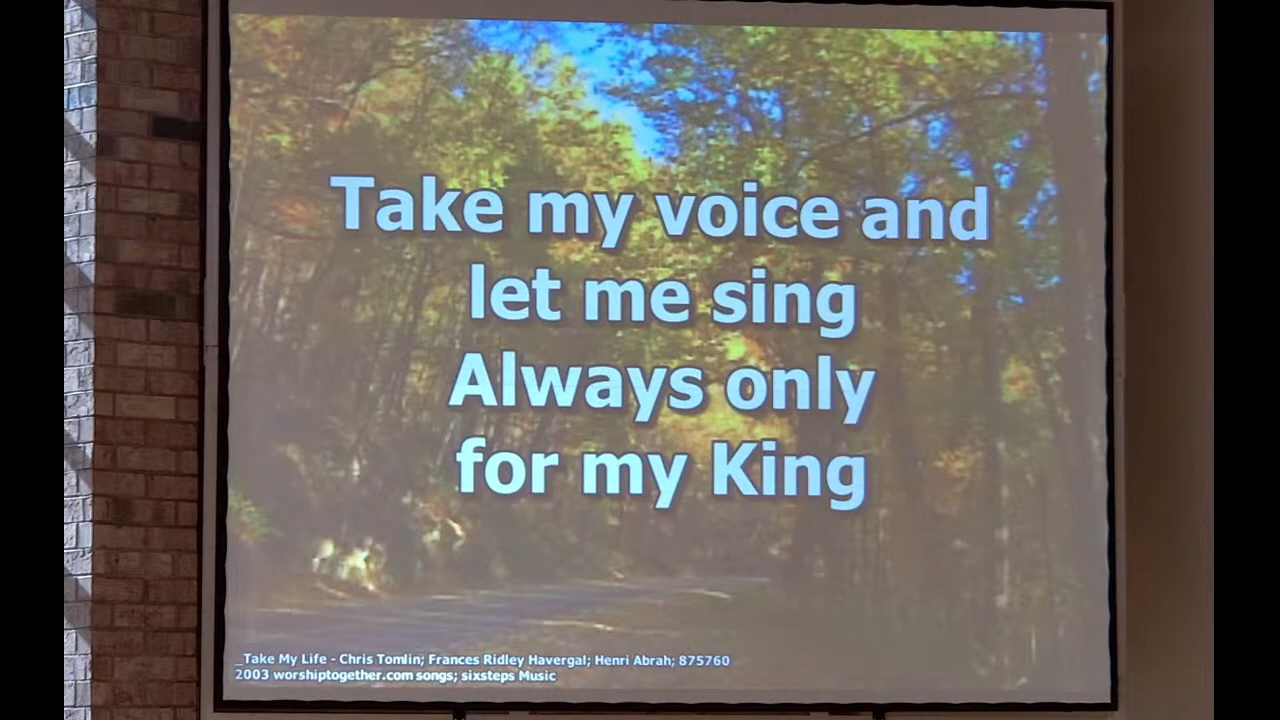 Take my voice and
let me sing
Always only
for my King
_Take My Life - Chris Tomlin; Frances Ridley Havergal; Henri Abrah; 875760
2003 worshiptogether.com songs; sixsteps Music